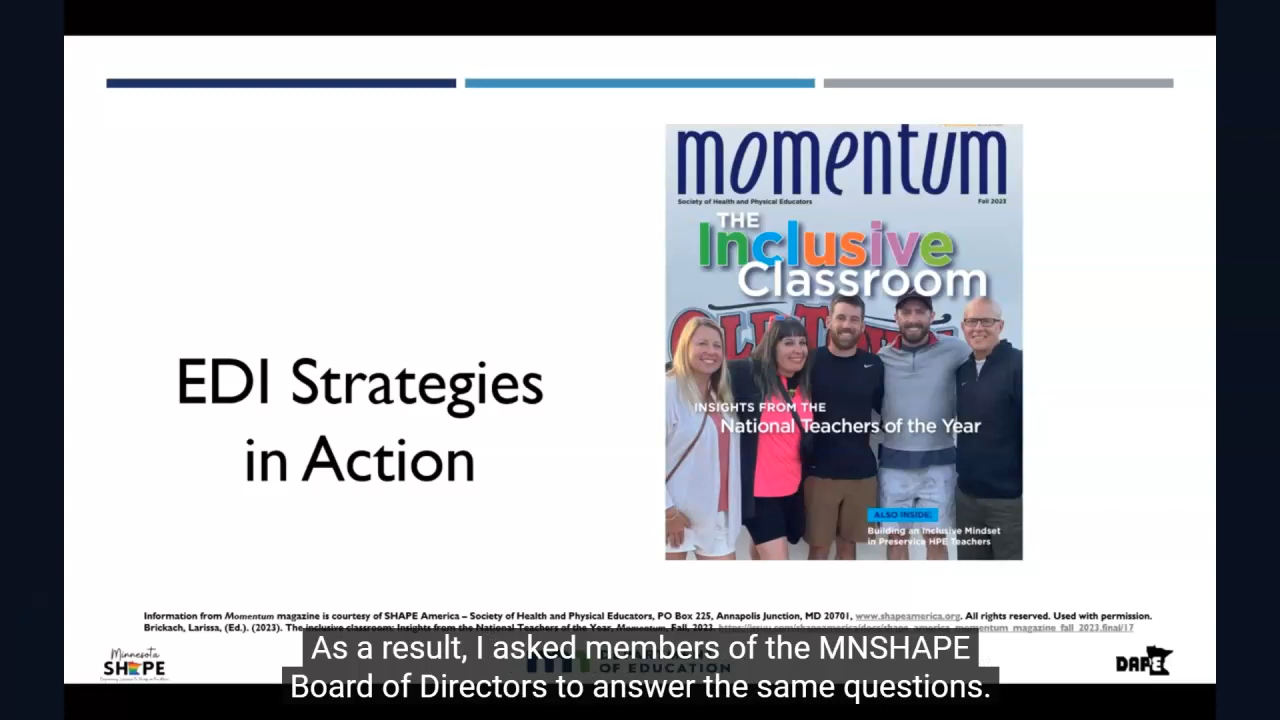 momentum
Society of Health and Physical Educators Fall 2023
THE
Inclusive
Classroom
INSIGHTS FROM THE
National Teachers of the Year
ALSO INSIDE:
Building an Inclusive Mindset
in Preservice HPE Teachers
EDI Strategies
in Action
Information from Momentum magazine is courtesy of SHAPE America – Society of Health and Physical Educators, PO Box 225, Annapolis Junction, MD 20701, www.shapeamerica.org. All rights reserved. Used with permission.
Brickach, Larissa, (Ed.). (2023). The inclusive classroom: Insights from the National Teachers of the Year, Momentum, Fall, 2023.
Minnesota
SHAPE
OF EDUCATION
DAPE
As a result, I asked members of the MNSHAPE
Board of Directors to answer the same questions.